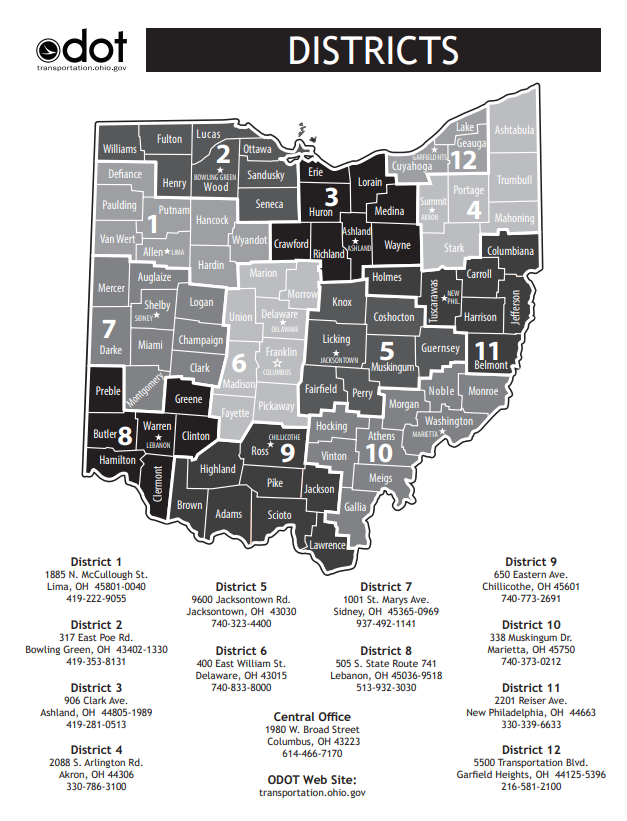 odot
transportation.ohio.gov
DISTRICTS
Williams
Fulton
Lucas
2
Ottawa
Defiance
Henry
BOWLING GREEN
Wood
Sandusky
Seneca
Paulding
Putnam
1
Hancock
Van Wert
Allen
LIMA
Wyandot
Hardin
Erie
Lorain
3
Huron
Medina
Ashland
ASHLAND
Crawford
Richland
Wayne
Lake
Geauga
GARFIELD HTS.
Cuyahoga
12
Ashtabula
Trumbull
Summit
AKRON
Portage
4
Mahoning
Stark
Columbiana
Mercer
Auglaize
Shelby
SIDNEY
Logan
7
Darke
Miami
Champaign
Clark
Montgomery
Marion
Morrow
Union
Delaware
DELAWARE
Franklin
COLUMBUS
6
Madison
Fayette
Pickaway
Knox
Holmes
Coshocton
Licking
JACKSONTOWN
5
Muskingum
Guernsey
Fairfield
Perry
Tuscarawas
NEW
PHIL.
Carroll
Harrison
Jefferson
11
Belmont
Preble
Greene
Butler
8
Warren
LEBANON
Clinton
Hamilton
Clermont
Morgan
Noble
Monroe
Washington
MARIETTA
Hocking
Athens
10
Vinton
Meigs
Gallia
CHILLICOTHE
Ross
9
Highland
Pike
Jackson
Brown
Adams
Scioto
Lawrence
District 1
1885 N. McCullough St.
Lima, OH 45801-0040
419-222-9055
District 2
317 East Poe Rd.
Bowling Green, OH 43402-1330
419-353-8131
District 3
906 Clark Ave.
Ashland, OH 44805-1989
419-281-0513
District 4
2088 S. Arlington Rd.
Akron, OH 44306
330-786-3100
District 5
9600 Jacksontown Rd.
Jacksontown, OH 43030
740-323-4400
District 6
400 East William St.
Delaware, OH 43015
740-833-8000
District 7
1001 St. Marys Ave.
Sidney, OH 45365-0969
937-492-1141
District 8
505 S. State Route 741
Lebanon, OH 45036-9518
513-932-3030
Central Office
1980 W. Broad Street
Columbus, OH 43223
614-466-7170
ODOT Web Site:
transportation.ohio.gov
District 9
650 Eastern Ave.
Chillicothe, OH 45601
740-773-2691
District 10
338 Muskingum Dr.
Marietta, OH 45750
740-373-0212
District 11
2201 Reiser Ave.
New Philadelphia, OH 44663
330-339-6633
District 12
5500 Transportation Blvd.
Garfield Heights, OH 44125-5396
216-581-2100